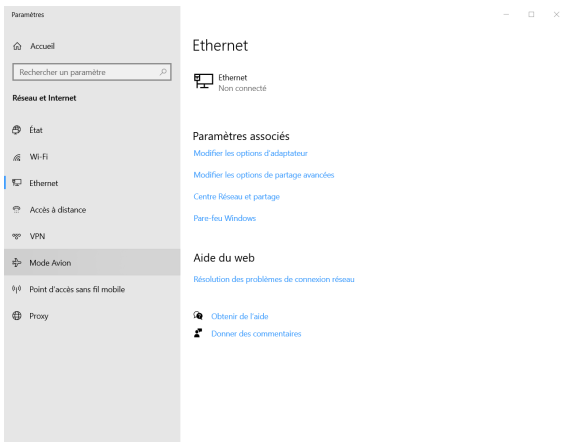 Paramètres
Accueil
Rechercher un paramètre
Réseau et Internet
État
Wi-Fi
Ethernet
Accès à distance
VPN
Mode Avion
Point d'accès sans fil mobile
Proxy
Ethernet
Ethernet
Non connecté
Paramètres associés
Modifier les options d'adaptateur
Modifier les options de partage avancées
Centre Réseau et partage
Pare-feu Windows
Aide du web
Résolution des problèmes de connexion réseau
Obtenir de l'aide
Donner des commentaires